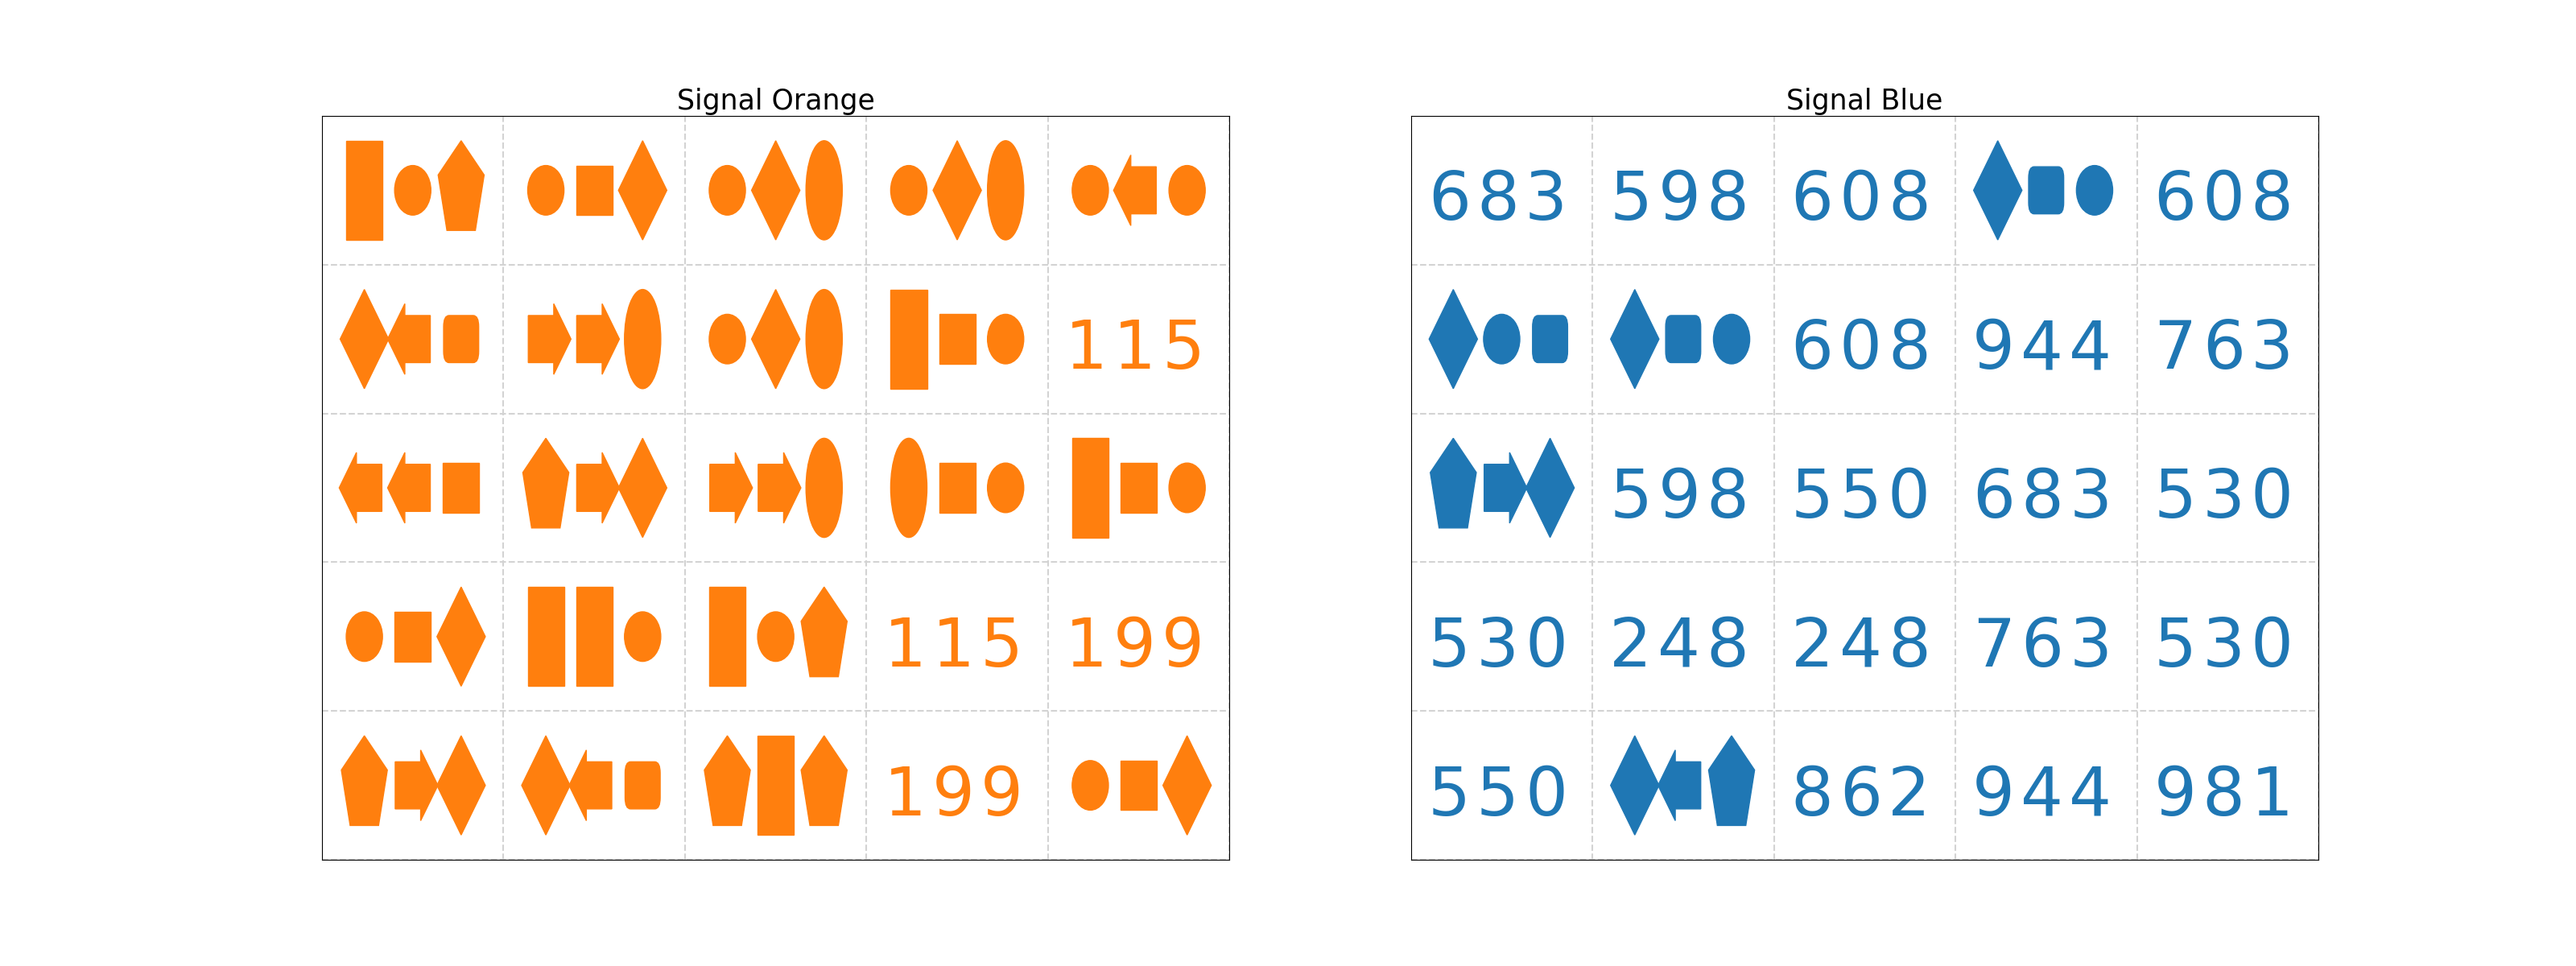 Signal Orange
115
115 199
199
Signal Blue
683 598 608 608
608 944 763
598 550 683 530
530 248 248 763 530
550 862 944 981